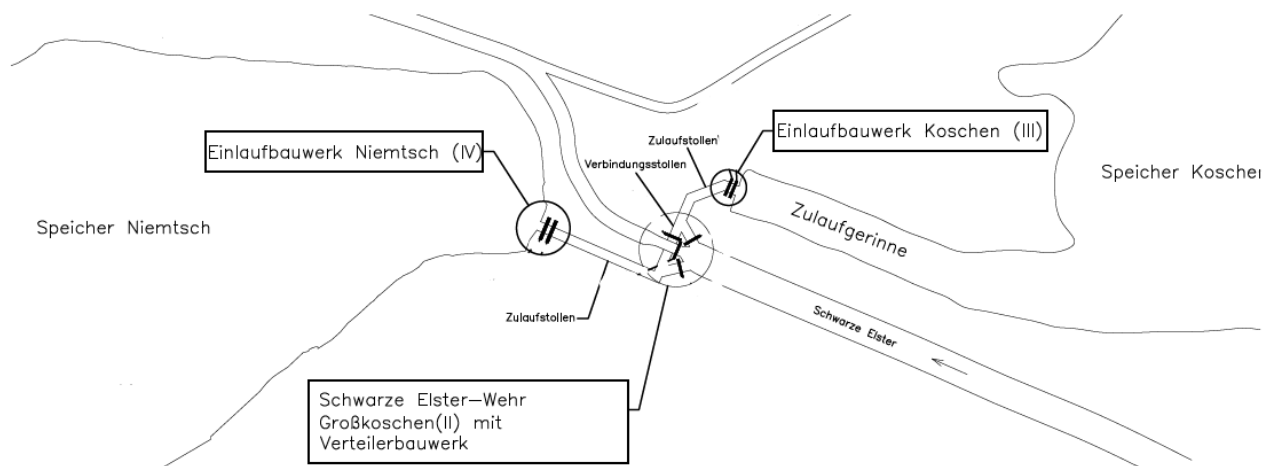 Zulaufstollen'
Einlaufbauwerk Koschen (III)
Einlaufbauwerk Niemtsch (IV)
Verbindungsstollen
Speicher Koschen
Speicher Niemtsch
Zulaufgerinne
Zulaufstollen
Schwarze Elster
Schwarze Elster-Wehr
Großkoschen(II) mit
Verteilerbauwerk